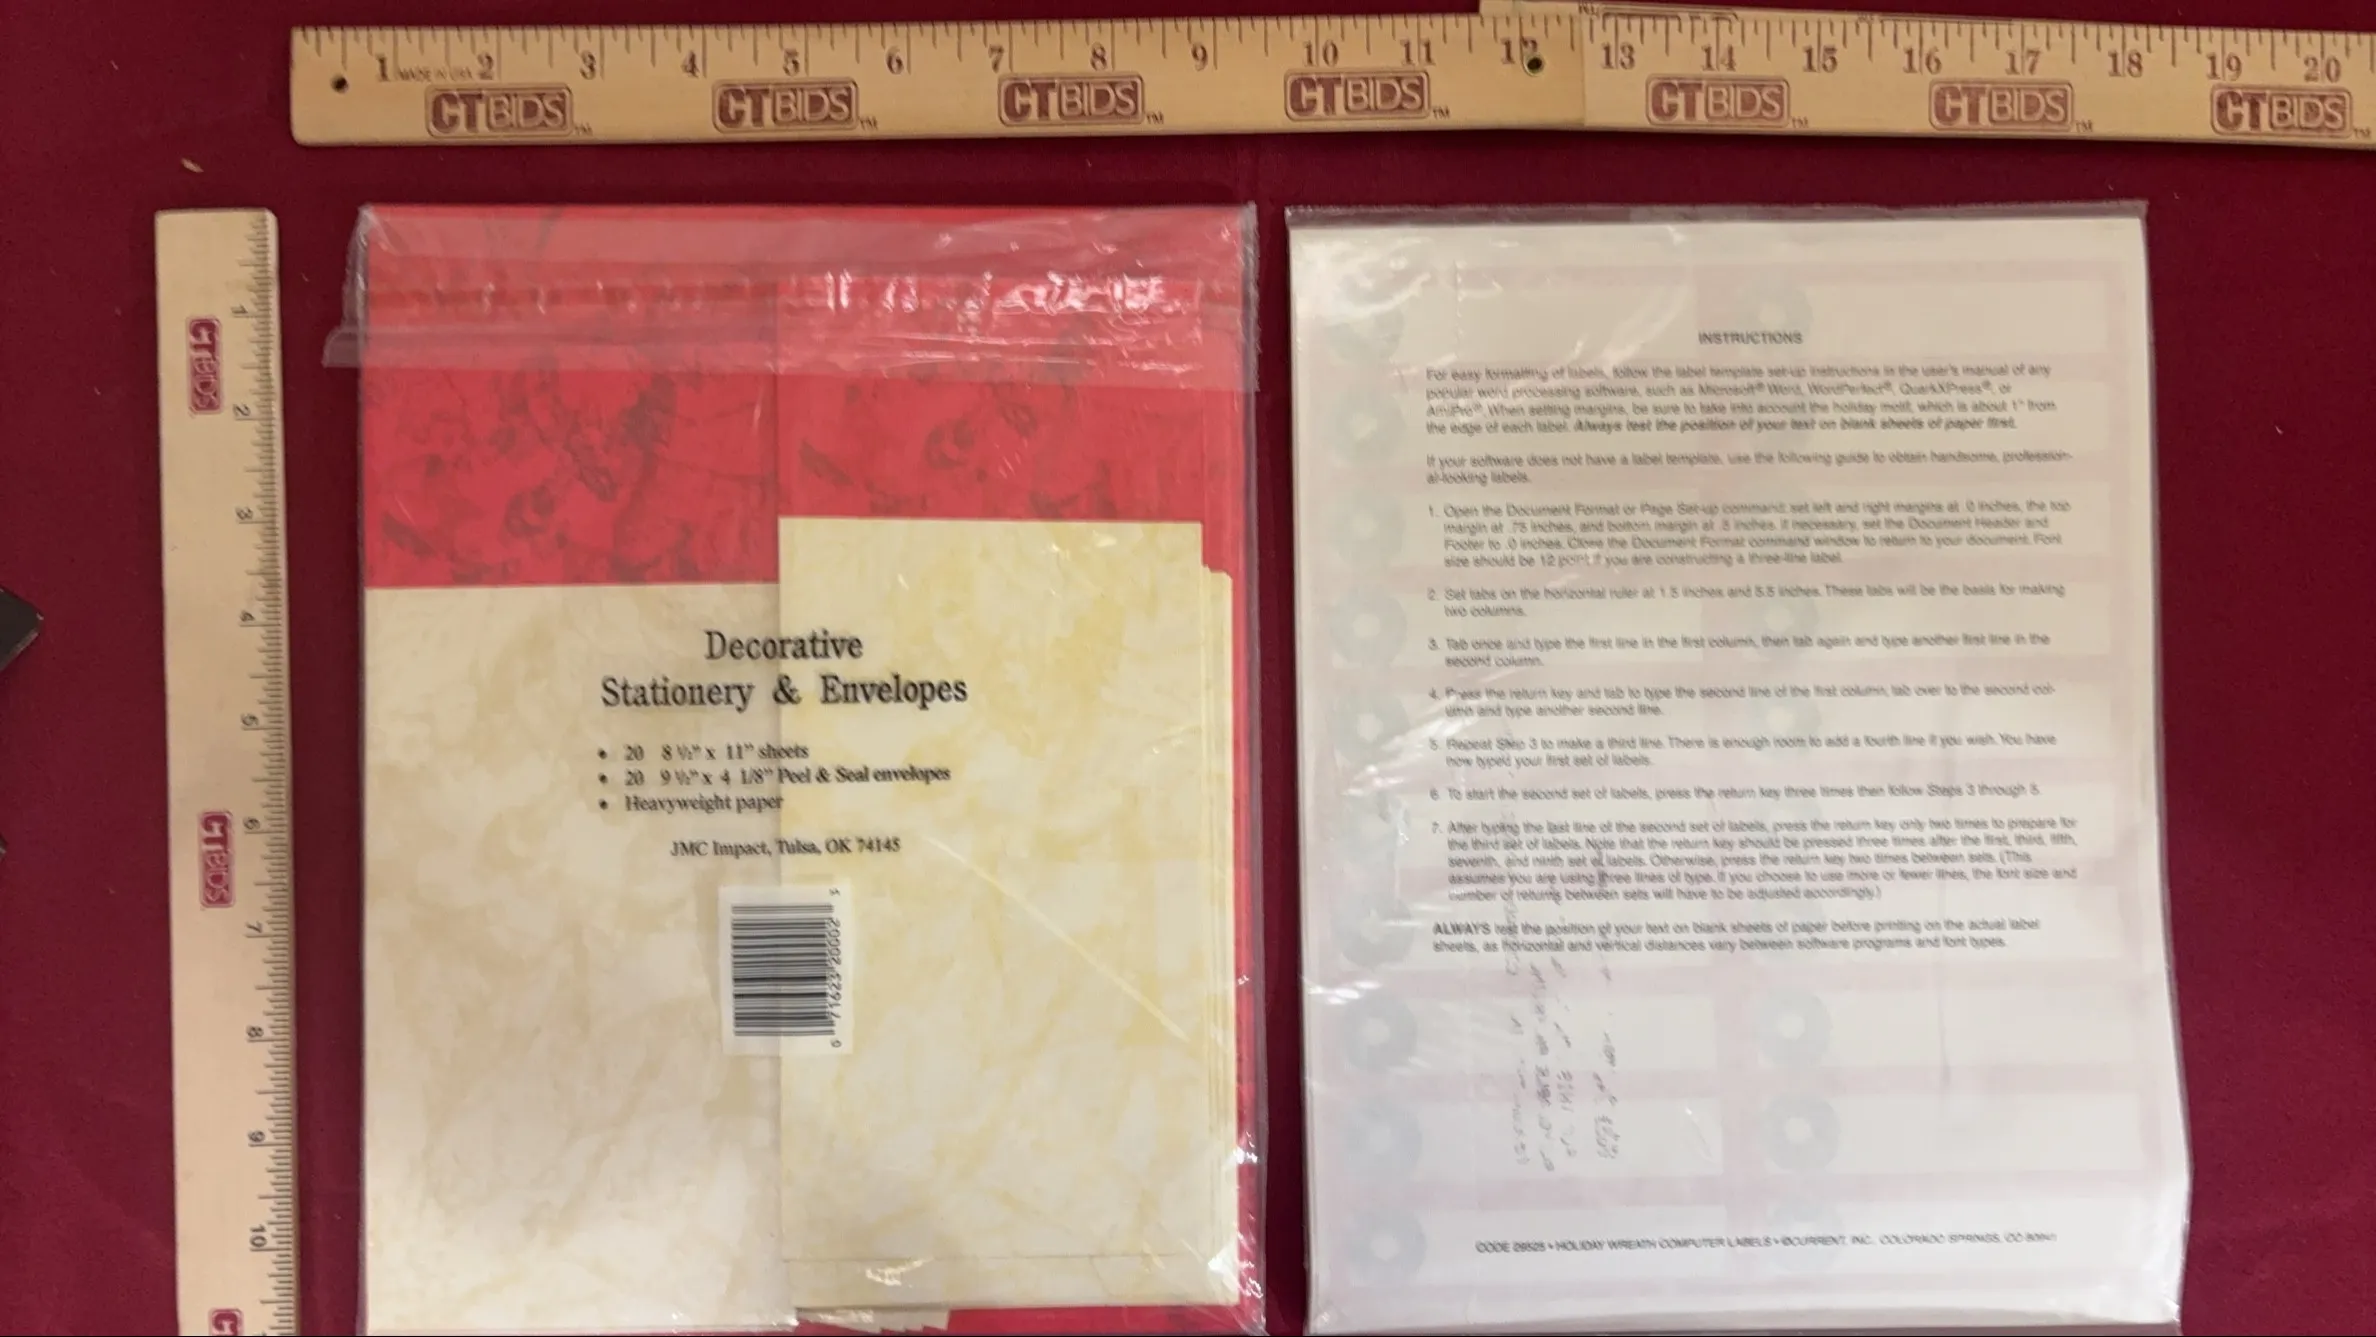 1 MADE IN U.S.A. 2 3 4 5 6 7 8 9 10 11 12 13 14 15 16 17 18 19 20
CTBIDS™ CTBIDS™ CTBIDS™ CTBIDS™ CTBIDS™ CTBIDS™ CTBIDS™
1 2 3 4 5 6 7 8 9 10
CTBIDS
CTBIDS
Decorative
Stationery & Envelopes
• 20 8 ½" x 11" sheets
• 20 9 ½" x 4 1/8" Peel & Seal envelopes
• Heavyweight paper
JMC Impact, Tulsa, OK 74145
INSTRUCTIONS
For easy formatting of labels, follow the label template set-up instructions in the user's manual of any
popular word processing software, such as Microsoft® Word, WordPerfect®, QuarkXPress®, or
AmiPro®. When setting margins, be sure to take into account the holiday motif, which is about 1" from
the edge of each label. Always test the position of your text on blank sheets of paper first.
If your software does not have a label template, use the following guide to obtain handsome, profession-
al-looking labels.
1. Open the Document Format or Page Set-up command; set left and right margins at .0 inches, the top
margin at .75 inches, and bottom margin at .5 inches. If necessary, set the Document Header and
Footer to .0 inches. Close the Document Format command window to return to your document. Font
size should be 12 point if you are constructing a three-line label.
2. Set tabs on the horizontal ruler at 1.5 inches and 5.5 inches. These tabs will be the basis for making
two columns.
3. Tab once and type the first line in the first column, then tab again and type another first line in the
second column.
4. Press the return key and tab to type the second line of the first column; tab over to the second col-
umn and type another second line.
5. Repeat Step 3 to make a third line. There is enough room to add a fourth line if you wish. You have
now typed your first set of labels.
6. To start the second set of labels, press the return key three times then follow Steps 3 through 5.
7. After typing the last line of the second set of labels, press the return key only two times to prepare for
the third set of labels. Note that the return key should be pressed three times after the first, third, fifth,
seventh, and ninth set of labels. Otherwise, press the return key two times between sets. (This
assumes you are using three lines of type. If you choose to use more or fewer lines, the font size and
number of returns between sets will have to be adjusted accordingly.)
ALWAYS test the position of your text on blank sheets of paper before printing on the actual label
sheets, as horizontal and vertical distances vary between software programs and font types.
• HOLIDAY WREATH COMPUTER LABELS • ©CURRENT, INC., COLORADO SPRINGS, CO